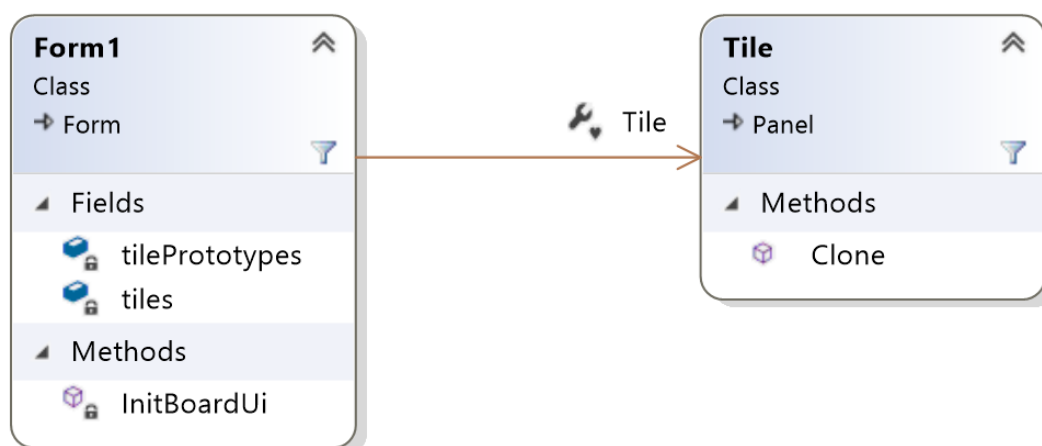 Form1
Class
Form
Fields
tilePrototypes
tiles
Methods
InitBoardUi
Tile
Tile
Class
Panel
Methods
Clone